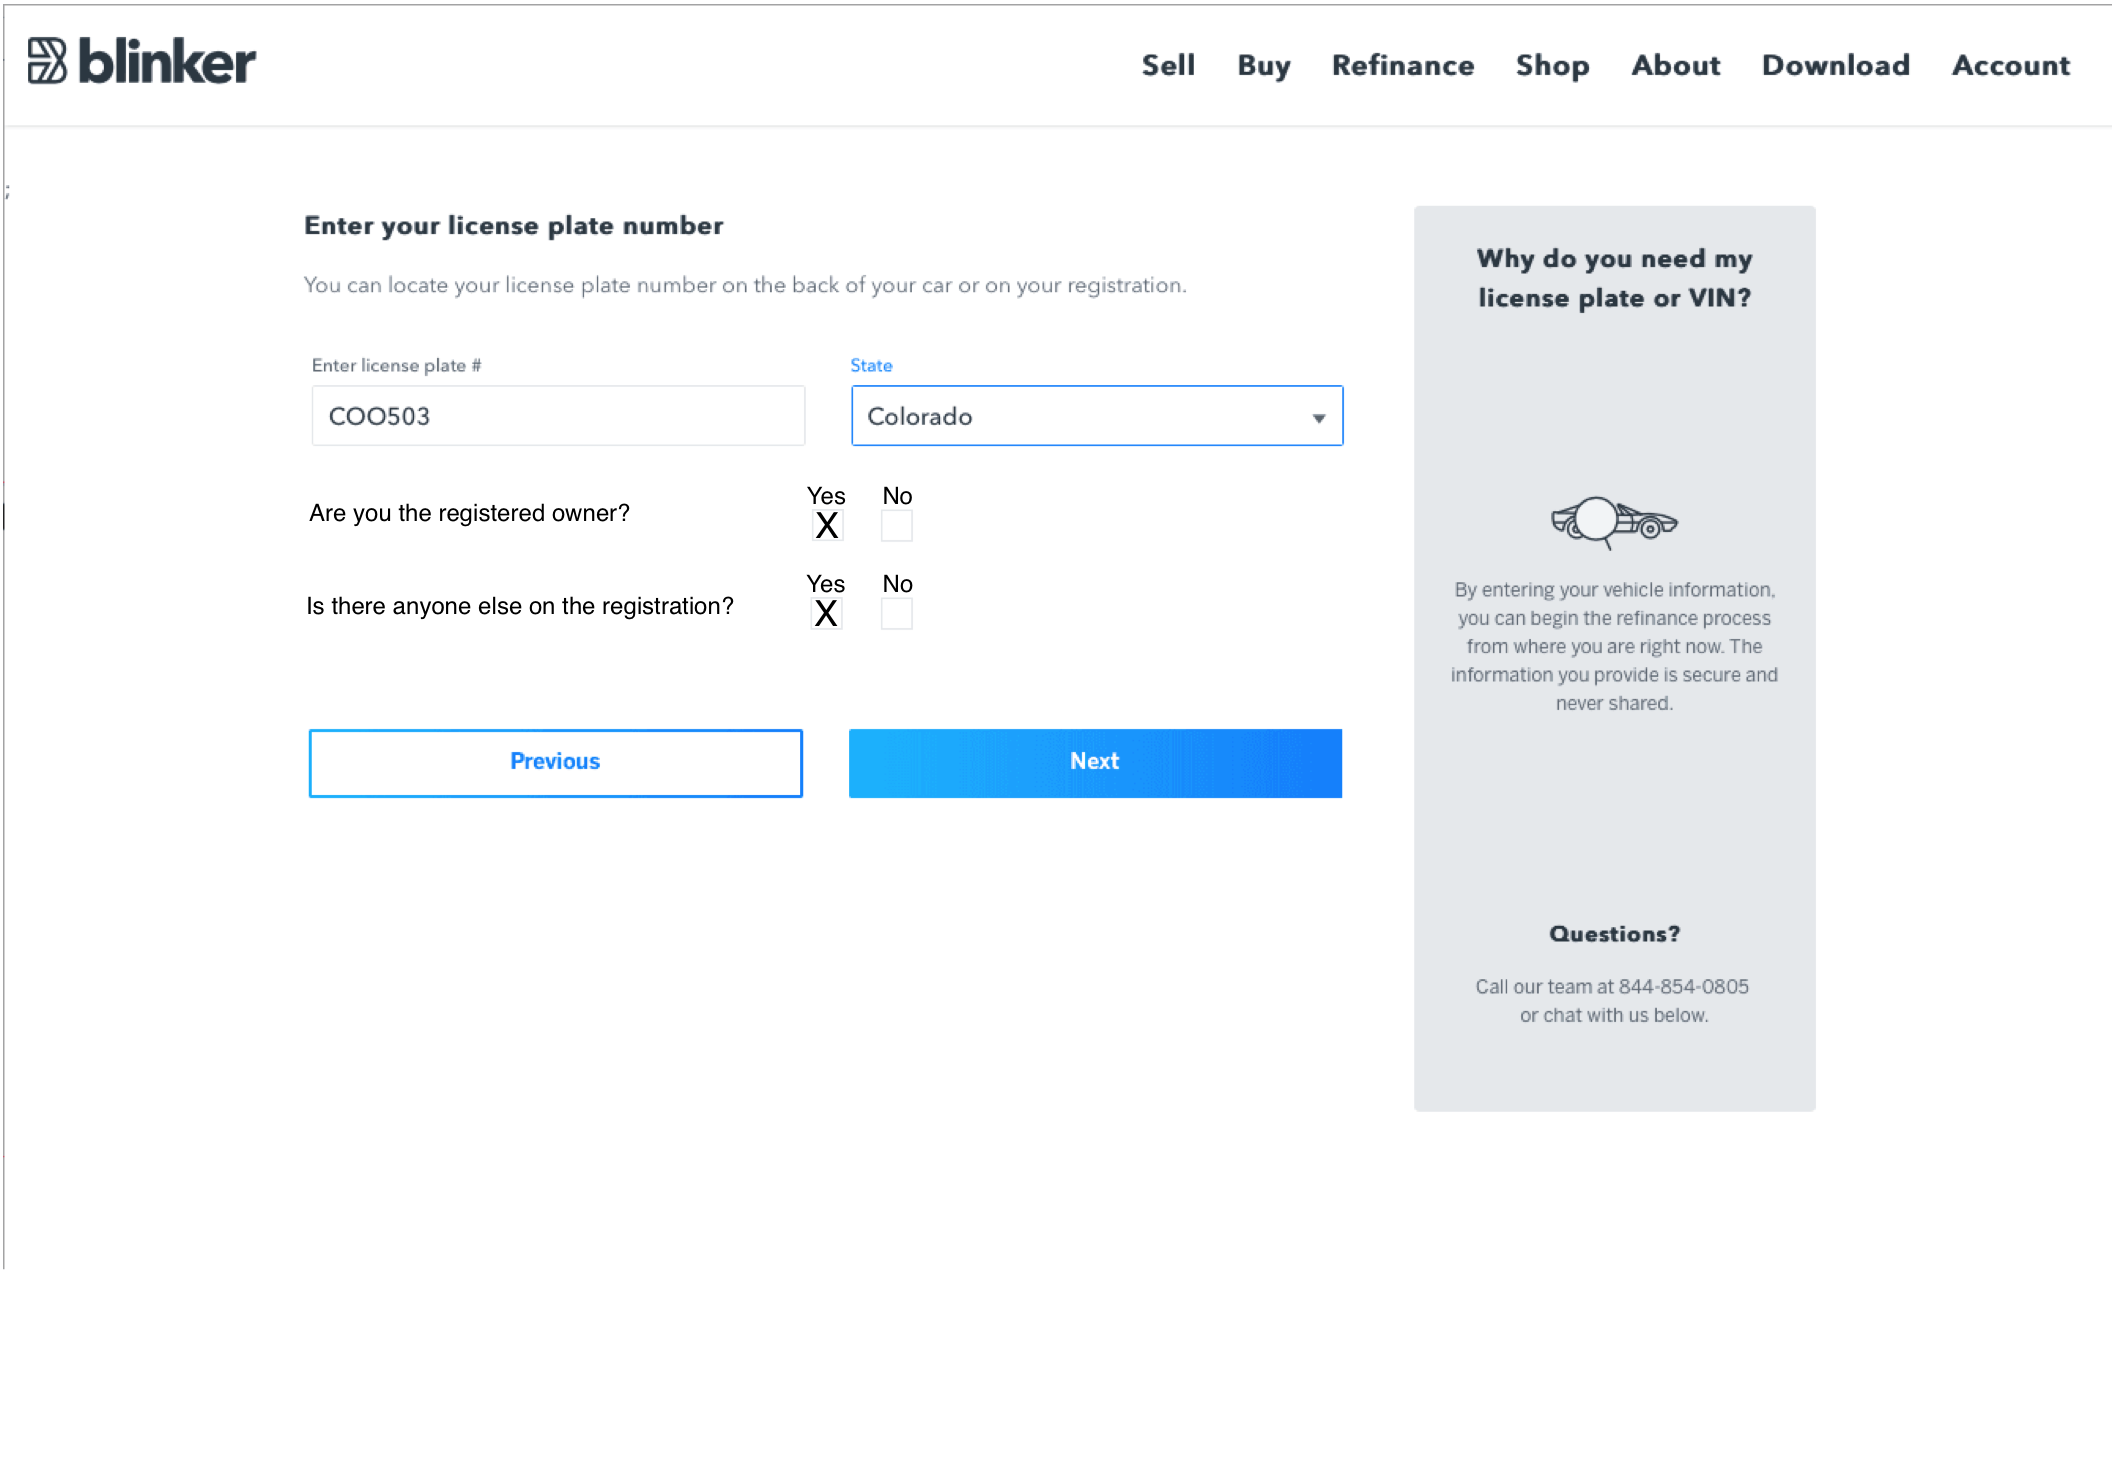 blinker
Sell Buy Refinance Shop About Download Account
;
Enter your license plate number
You can locate your license plate number on the back of your car or on your registration.
Enter license plate # State
COO503 Colorado
Yes No
Are you the registered owner?
X
Yes No
Is there anyone else on the registration?
X
Previous Next
Why do you need my
license plate or VIN?
By entering your vehicle information,
you can begin the refinance process
from where you are right now. The
information you provide is secure and
never shared.
Questions?
Call our team at 844-854-0805
or chat with us below.